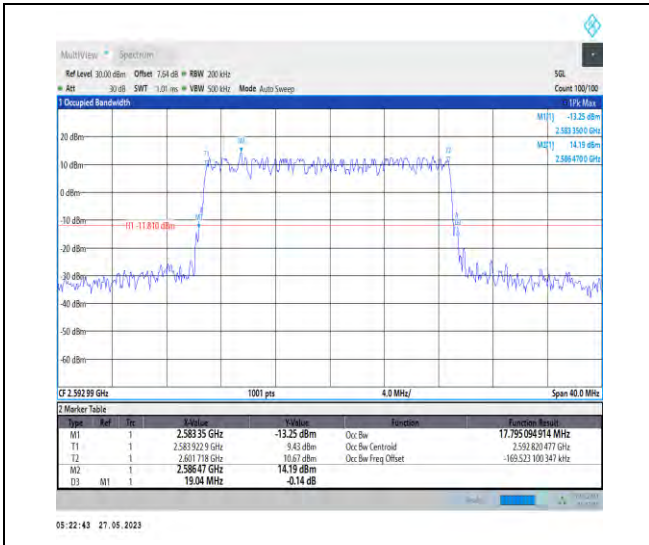 MultiView Spectrum
Ref Level 30.00 dBm Offset 7.64 dB RBW 200 kHz SGL
Att 30 dB SWT 1.01 ms VBW 500 kHz Mode Auto Sweep Count 100/100
1 Occupied Bandwidth 1Pk Max
M1[1] -13.25 dBm
2.583 3500 GHz
M2[1] 14.19 dBm
2.586 4700 GHz
20 dBm
10 dBm
0 dBm
-10 dBm
H1 -11.810 dBm
-20 dBm
-30 dBm
-40 dBm
-50 dBm
-60 dBm
CF 2.592 99 GHz 1001 pts 4.0 MHz/ Span 40.0 MHz
2 Marker Table
Type Ref Trc X-Value Y-Value Function Function Result
M1 1 2.583 35 GHz -13.25 dBm Occ Bw 17.795 094 914 MHz
T1 1 2.583 922 9 GHz 9.43 dBm Occ Bw Centroid 2.592 820 477 GHz
T2 1 2.601 718 GHz 10.67 dBm Occ Bw Freq Offset -169.523 100 347 kHz
M2 1 2.586 47 GHz 14.19 dBm
D3 M1 1 19.04 MHz -0.14 dB
05:22:43 27.05.2023